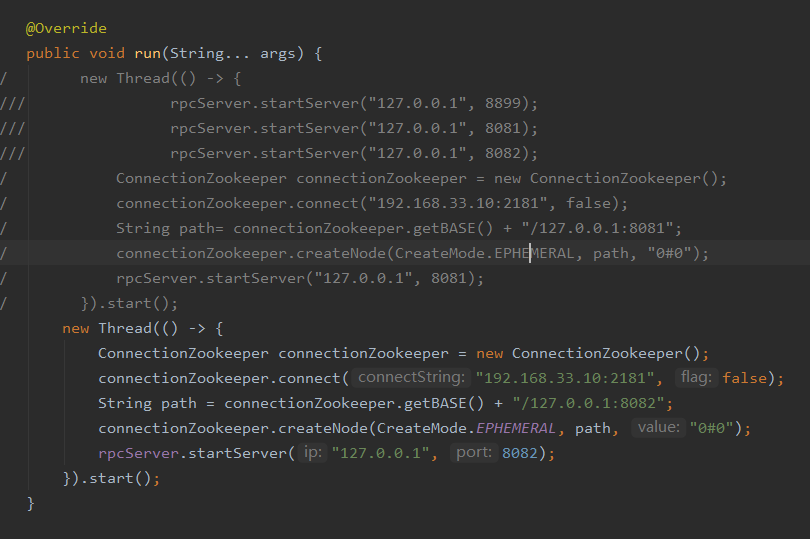 @Override
public void run(String... args) {
/        new Thread(() -> {
///                rpcServer.startServer("127.0.0.1", 8899);
///                rpcServer.startServer("127.0.0.1", 8081);
///                rpcServer.startServer("127.0.0.1", 8082);
/            ConnectionZookeeper connectionZookeeper = new ConnectionZookeeper();
/            connectionZookeeper.connect("192.168.33.10:2181", false);
/            String path= connectionZookeeper.getBASE() + "/127.0.0.1:8081";
/            connectionZookeeper.createNode(CreateMode.EPHEMERAL, path, "0#0");
/            rpcServer.startServer("127.0.0.1", 8081);
/        }).start();
    new Thread(() -> {
        ConnectionZookeeper connectionZookeeper = new ConnectionZookeeper();
        connectionZookeeper.connect( connectString: "192.168.33.10:2181", flag: false);
        String path = connectionZookeeper.getBASE() + "/127.0.0.1:8082";
        connectionZookeeper.createNode(CreateMode.EPHEMERAL, path, value: "0#0");
        rpcServer.startServer( ip: "127.0.0.1", port: 8082);
    }).start();
}